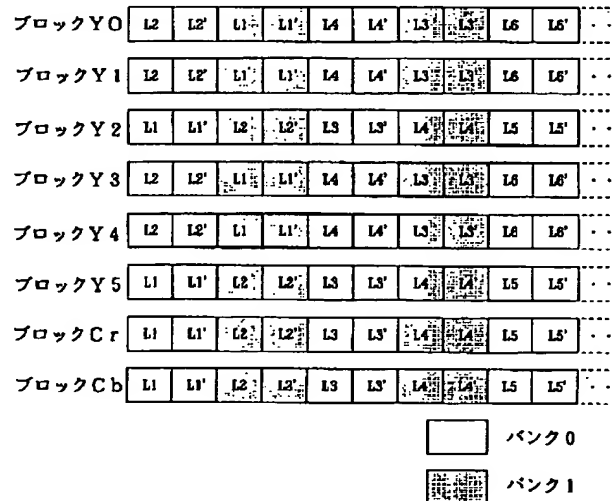 ブロックY0 L2 L2' L1 L1' L4 L4' L3 L3' L6 L6' ‥
ブロックY1 L2 L2' L1' L1' L4 L4' L3 L3' L6 L6' ‥
ブロックY2 L1 L1' L2 L2' L3 L3' L4 L4' L5 L5' ‥
ブロックY3 L2 L2' L1 L1' L4 L4' L3 L3' L6 L6' ‥
ブロックY4 L2 L2' L1 L1' L4 L4' L3 L3' L6 L6' ‥
ブロックY5 L1 L1' L2 L2' L3 L3' L4 L4' L5 L5' ‥
ブロックCr L1 L1' L2 L2' L3 L3' L4 L4' L5 L5' ‥
ブロックCb L1 L1' L2 L2' L3 L3' L4 L4' L5 L5' ‥
バンク0
バンク1